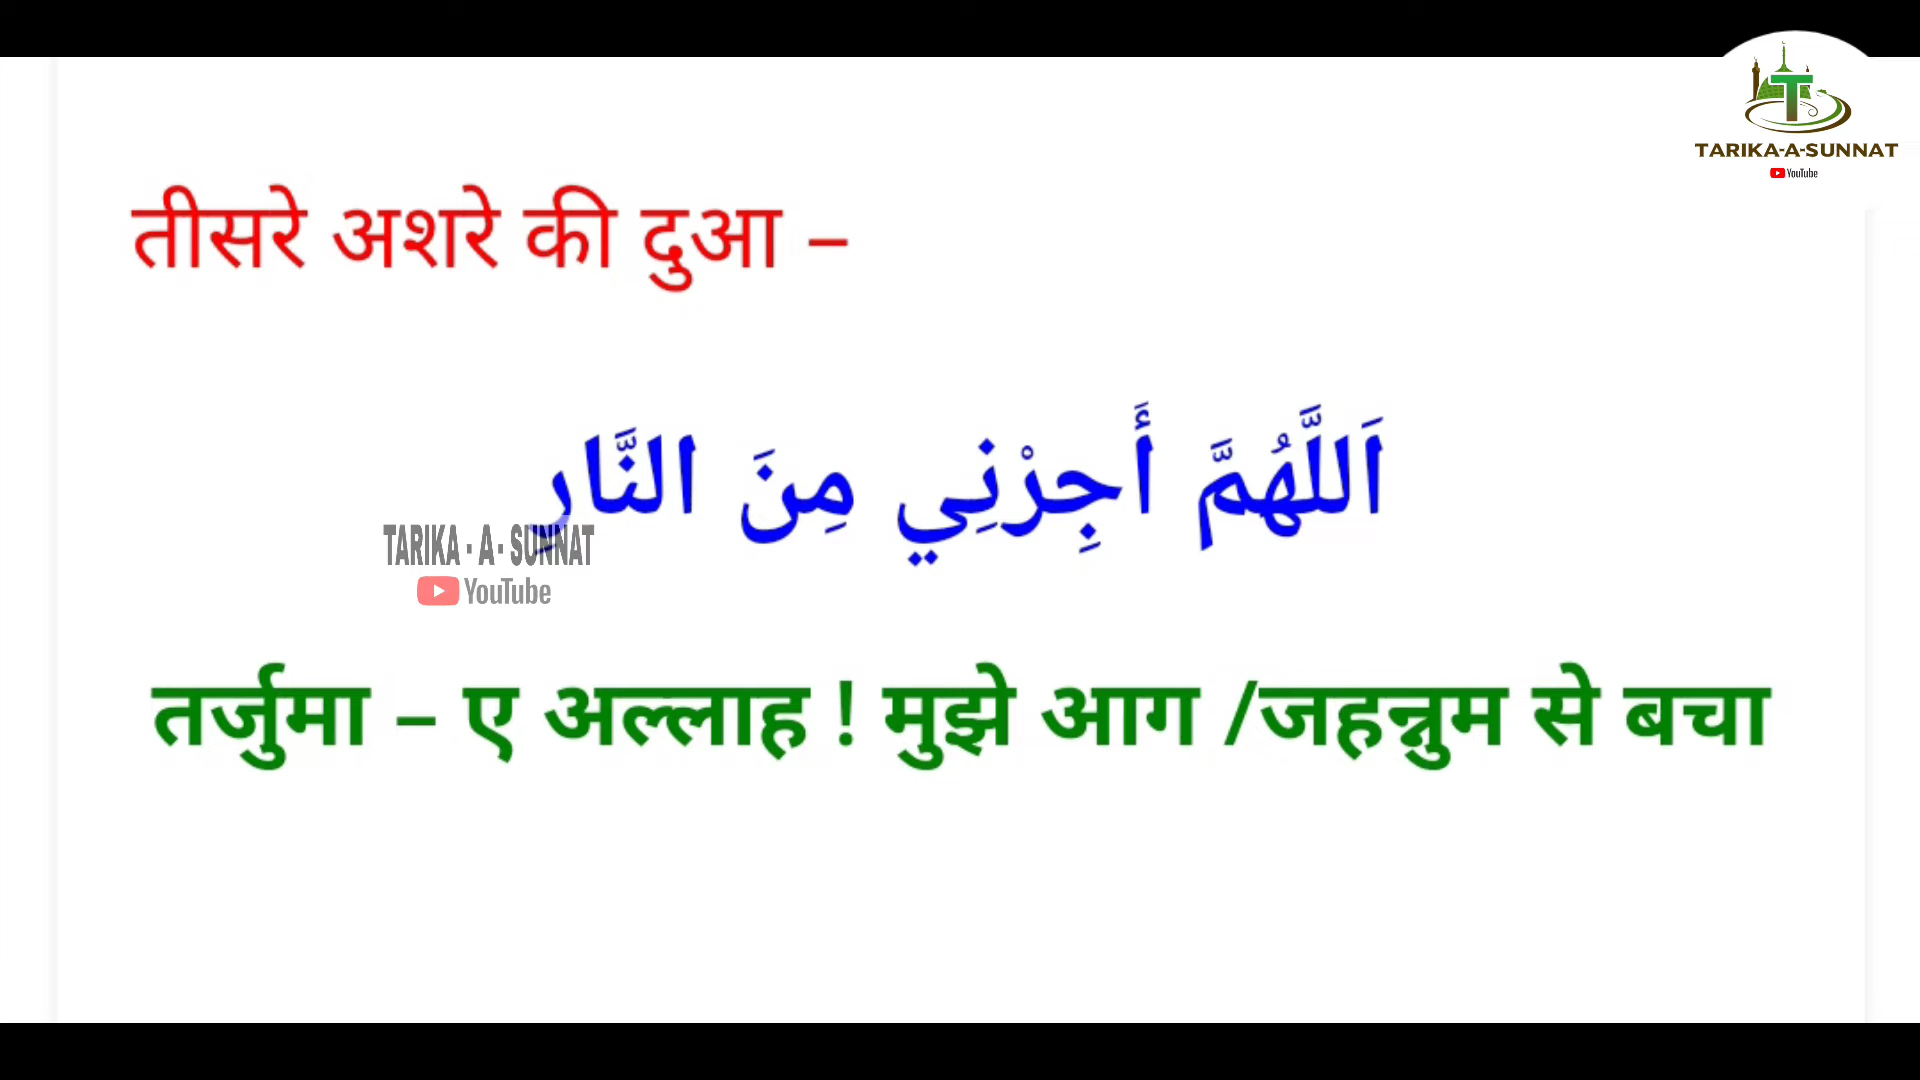 TARIKA-A-SUNNAT
YouTube
तीसरे अशरे की दुआ –
اَللَّهُمَّ أَجِرْنِي مِنَ النَّارِ
TARIKA - A - SUNNAT
YouTube
तर्जुमा – ए अल्लाह ! मुझे आग /जहन्नुम से बचा